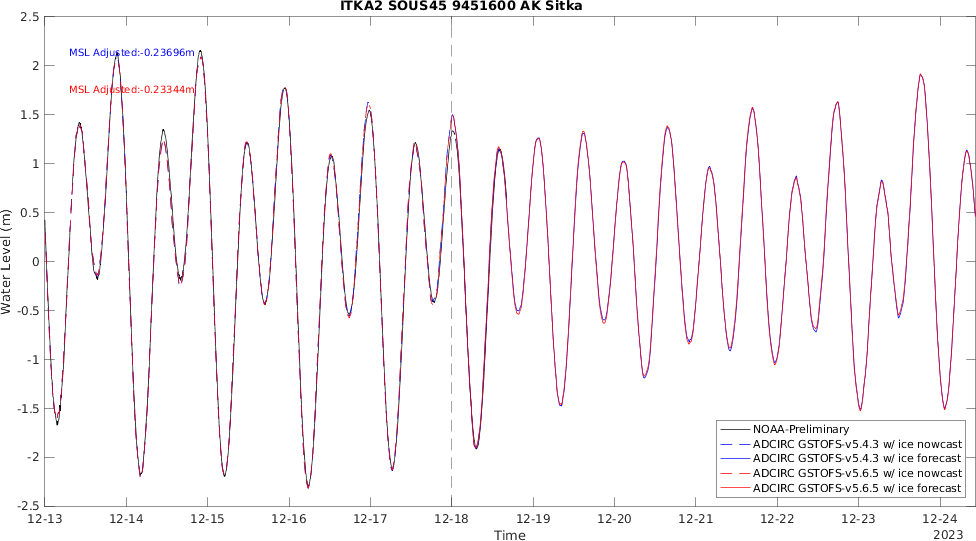 ITKA2 SOUS45 9451600 AK Sitka
2.5
2
1.5
1
0.5
0
-0.5
-1
-1.5
-2
-2.5
Water Level (m)
MSL Adjusted:-0.23696m
MSL Adjusted:-0.23344m
NOAA-Preliminary
ADCIRC GSTOFS-v5.4.3 w/ ice nowcast
ADCIRC GSTOFS-v5.4.3 w/ ice forecast
ADCIRC GSTOFS-v5.6.5 w/ ice nowcast
ADCIRC GSTOFS-v5.6.5 w/ ice forecast
12-13 12-14 12-15 12-16 12-17 12-18 12-19 12-20 12-21 12-22 12-23 12-24
Time
2023